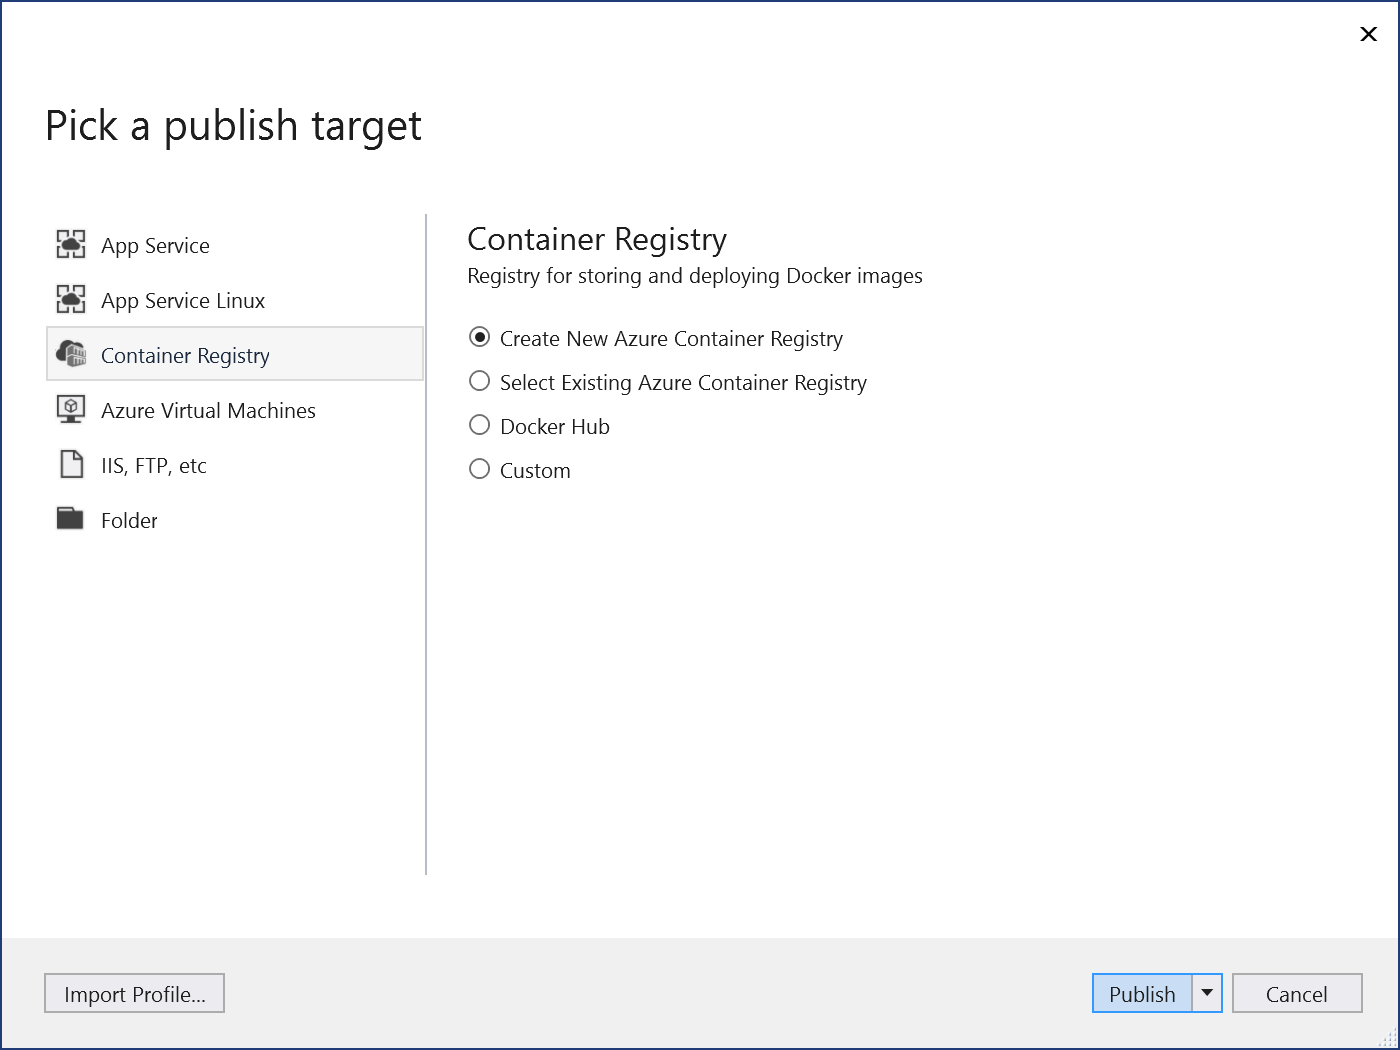 Pick a publish target
App Service
App Service Linux
Container Registry
Azure Virtual Machines
IIS, FTP, etc
Folder
Container Registry
Registry for storing and deploying Docker images
Create New Azure Container Registry
Select Existing Azure Container Registry
Docker Hub
Custom
Import Profile...
Publish
Cancel